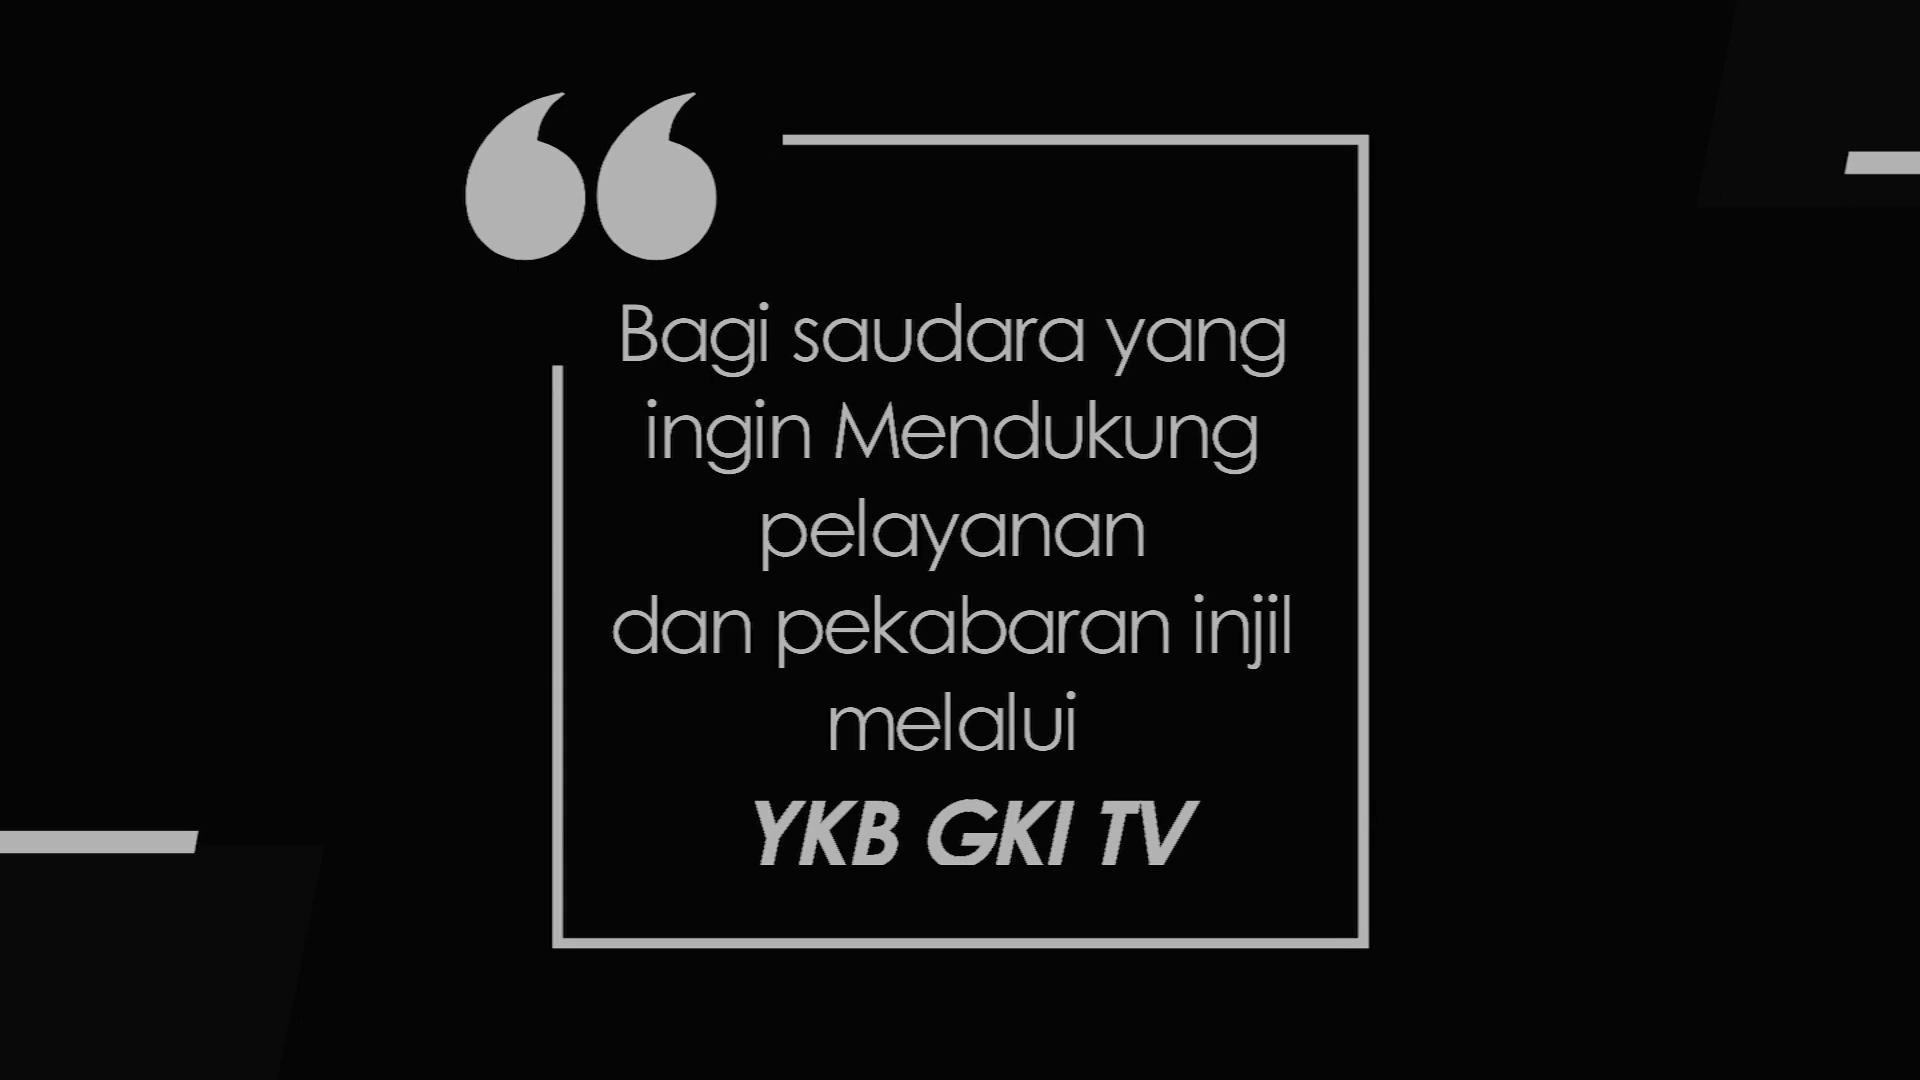 Bagi saudara yang
ingin Mendukung
pelayanan
dan pekabaran injil
melalui
YKB GKI TV